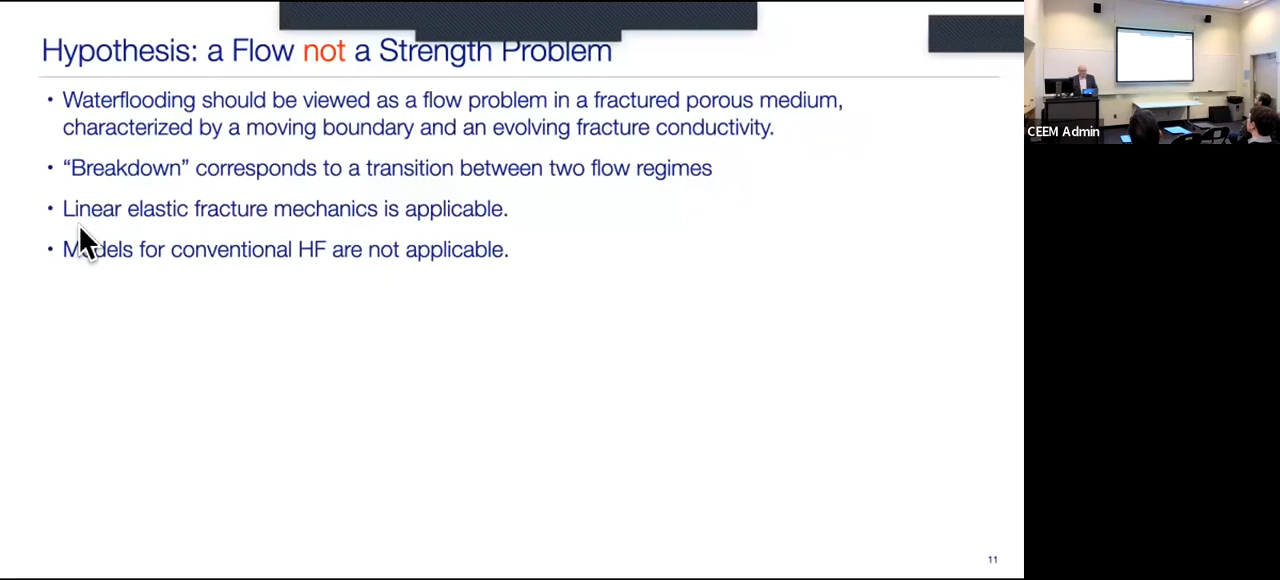 Hypothesis: a Flow not a Strength Problem
• Waterflooding should be viewed as a flow problem in a fractured porous medium,
characterized by a moving boundary and an evolving fracture conductivity.
• “Breakdown” corresponds to a transition between two flow regimes
• Linear elastic fracture mechanics is applicable.
• Models for conventional HF are not applicable.
11
CEEM Admin